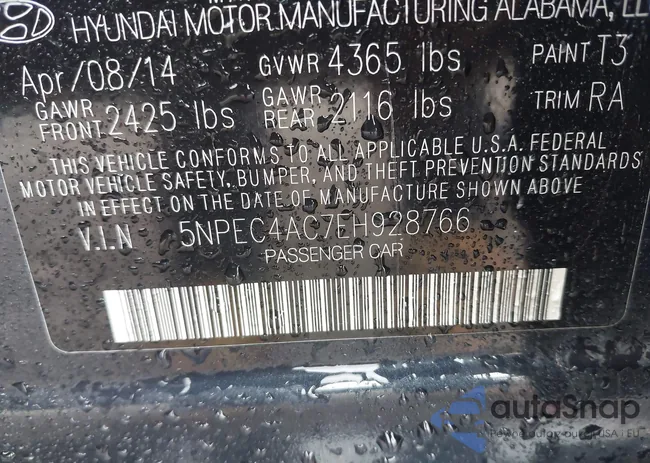 HYUNDAI MOTOR MANUFACTURING ALABAMA, LL
Apr/08/14 GVWR 4365 lbs PAINT T3
GAWR FRONT 2425 lbs GAWR REAR 2116 lbs TRIM RA
THIS VEHICLE CONFORMS TO ALL APPLICABLE U.S.A. FEDERAL
MOTOR VEHICLE SAFETY, BUMPER, AND THEFT PREVENTION STANDARDS
IN EFFECT ON THE DATE OF MANUFACTURE SHOWN ABOVE
V.I.N 5NPEC4AC7EH928766
PASSENGER CAR
autoSnap
USA | EU